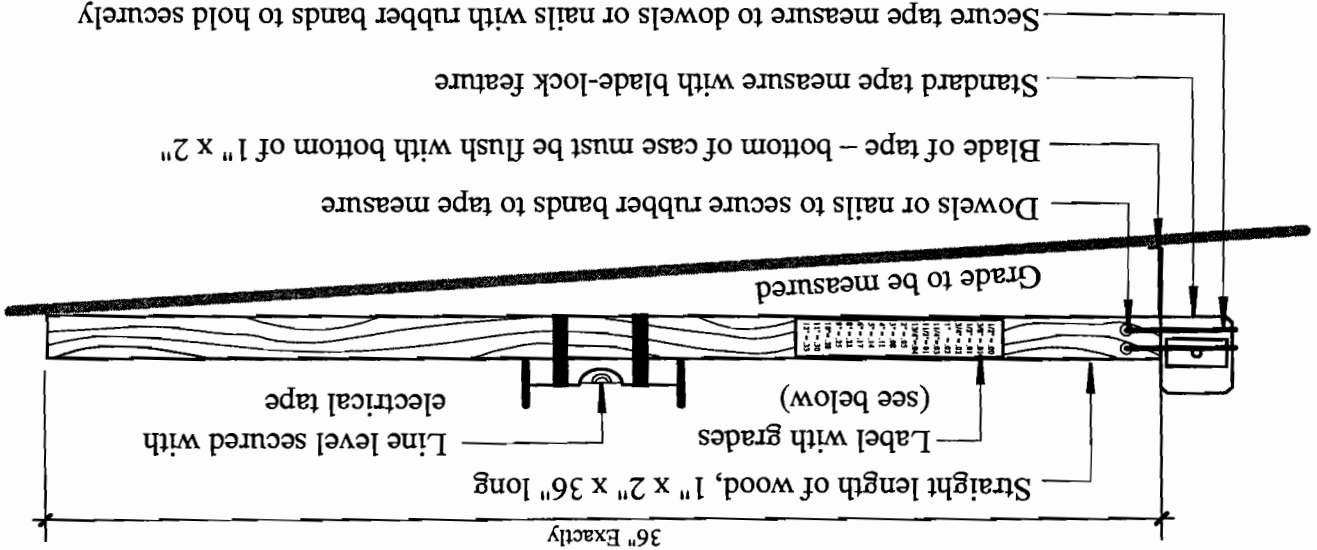 36" Exactly
Straight length of wood, 1" x 2" x 36" long
Label with grades
(see below)
Line level secured with
electrical tape
Grade to be measured
Dowels or nails to secure rubber bands to tape measure
Blade of tape – bottom of case must be flush with bottom of 1" x 2"
Standard tape measure with blade-lock feature
Secure tape measure to dowels or nails with rubber bands to hold securely